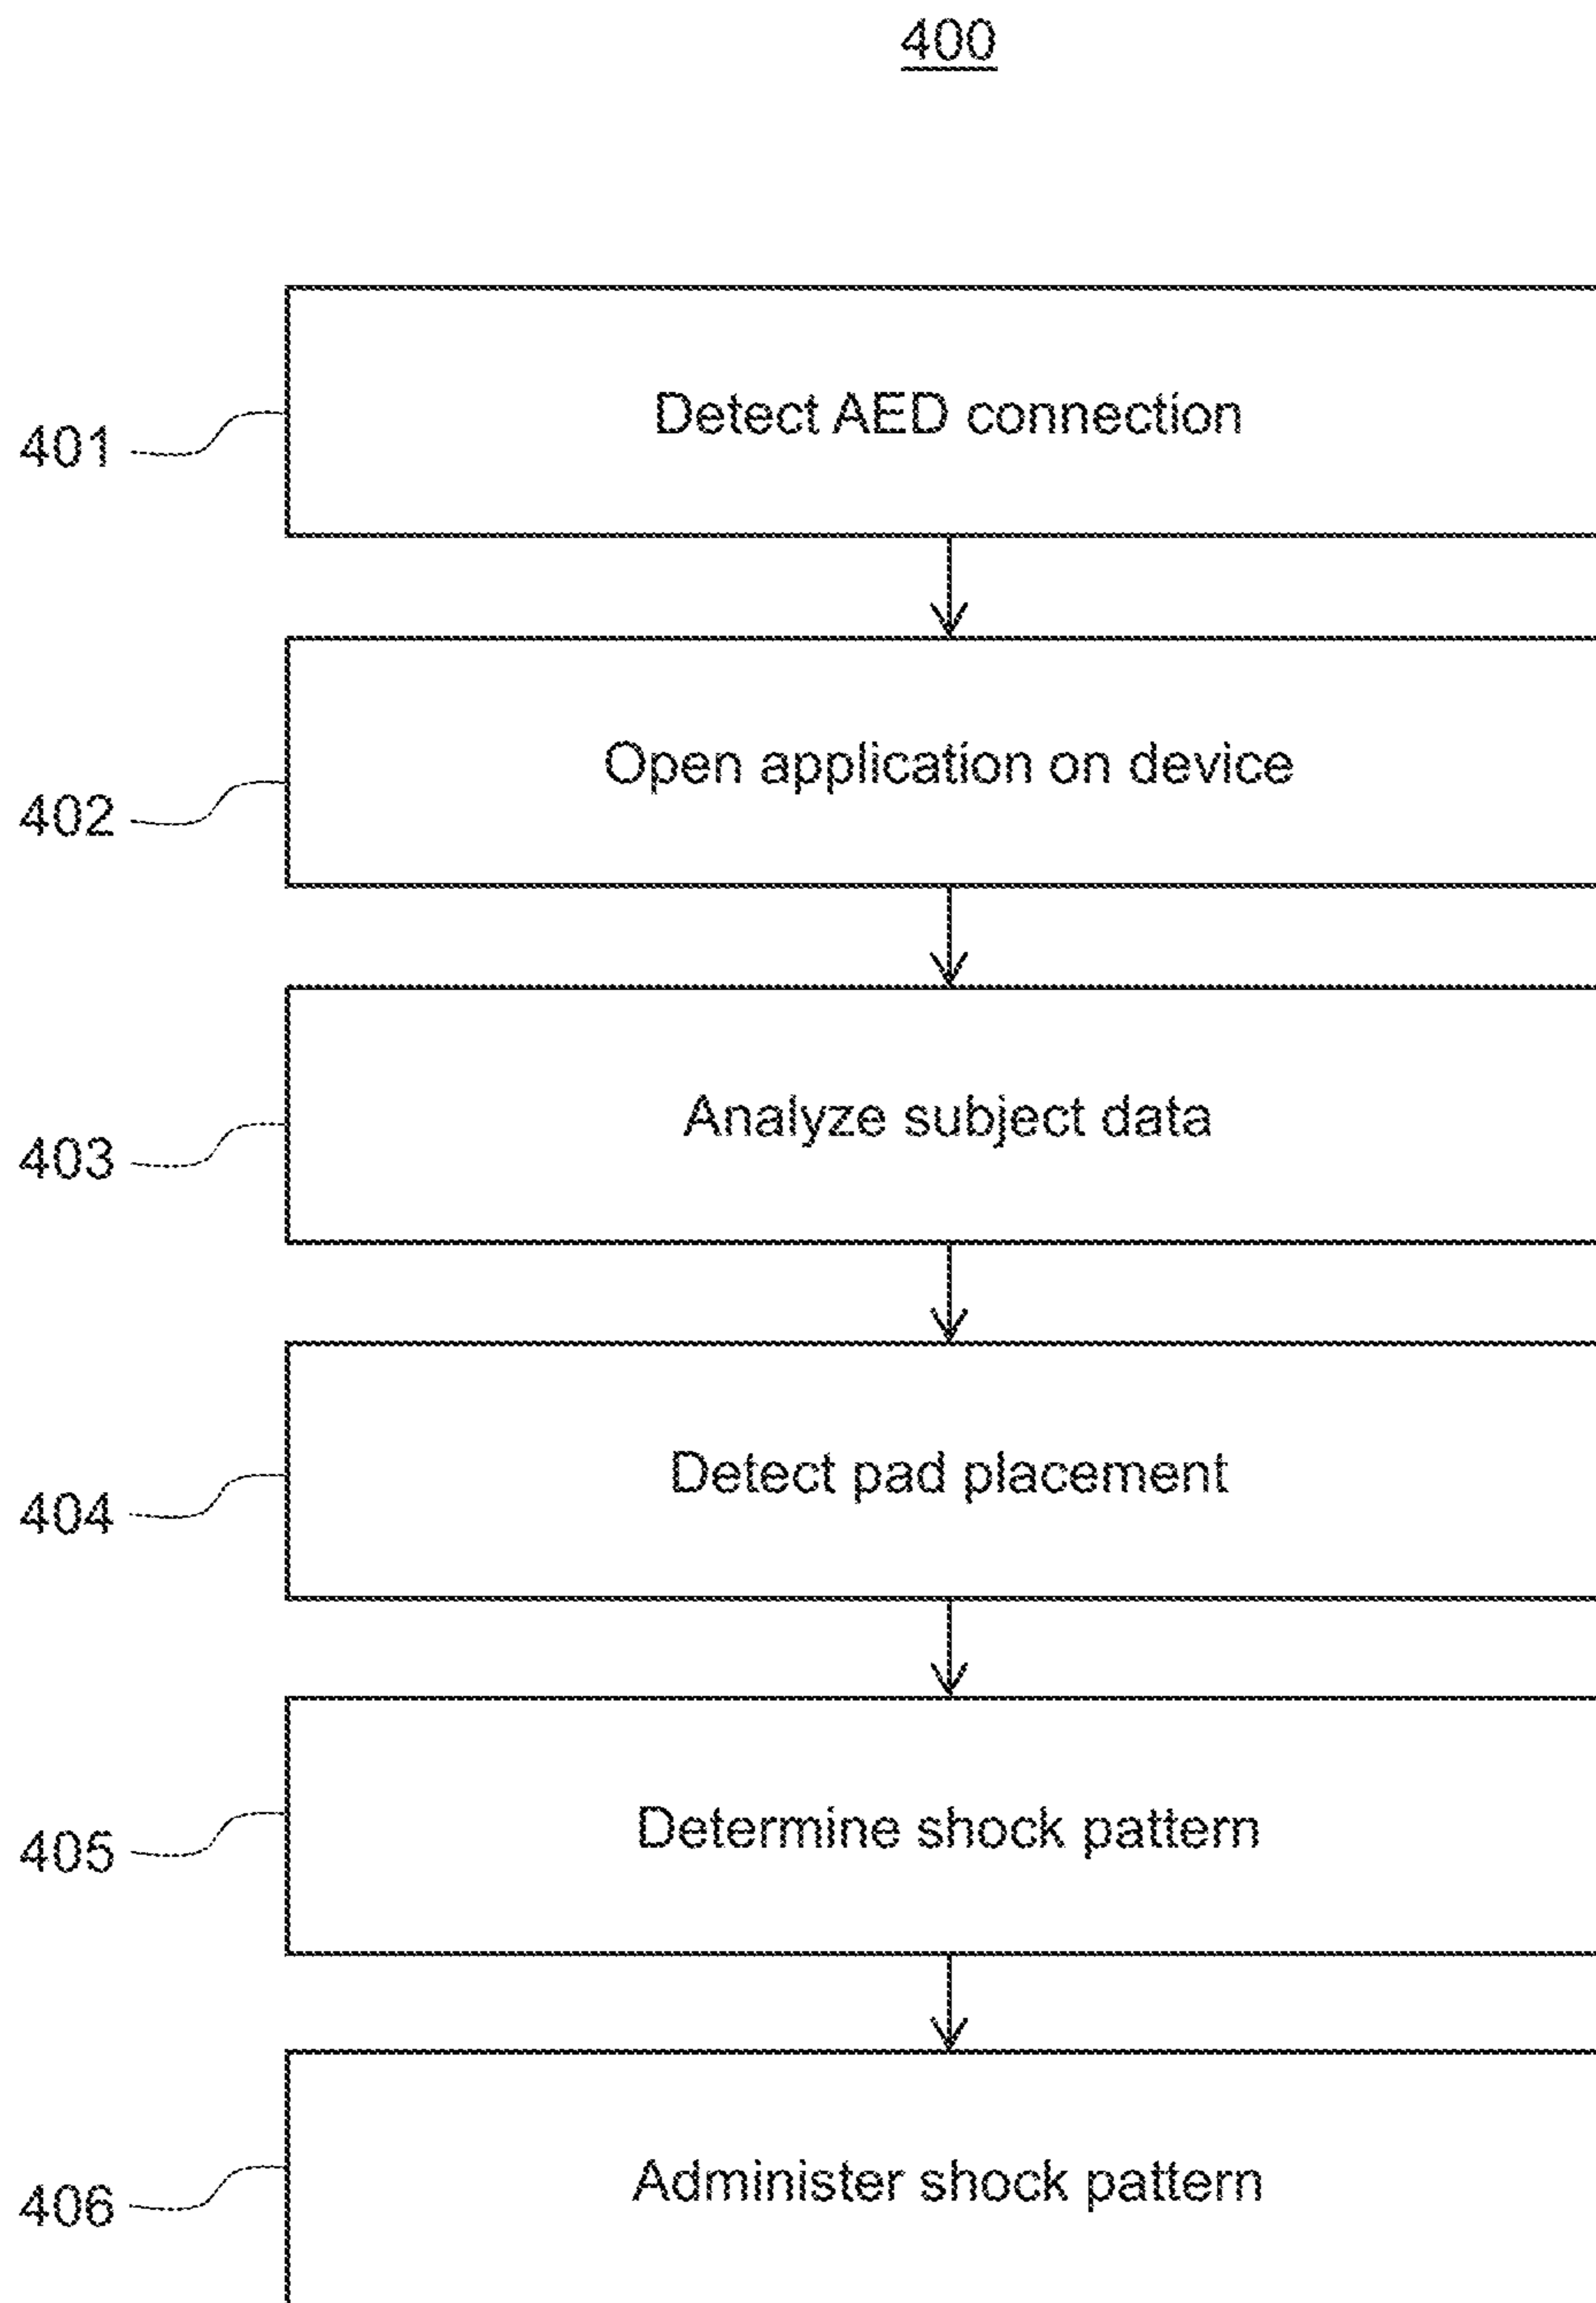 400
Detect AED connection
401
Open application on device
402
Analyze subject data
403
Detect pad placement
404
Determine shock pattern
405
Administer shock pattern
406